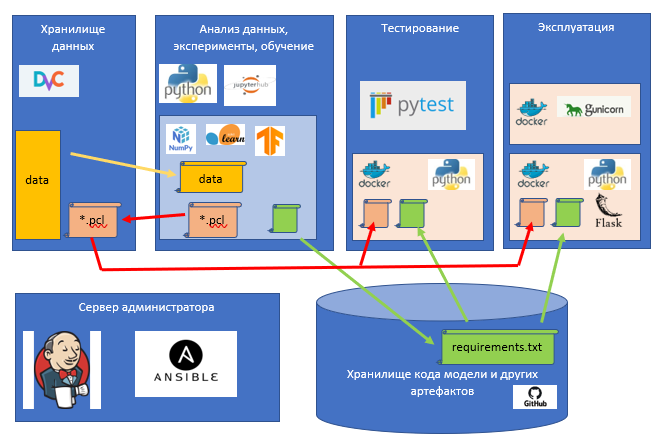 Хранилище
данных
DVC
data
*.pcl
Анализ данных,
эксперименты, обучение
python
jupyterhub
NumPy
learn
data
*.pcl
Тестирование
pytest
docker
python
Эксплуатация
docker
gunicorn
docker
python
Flask
Сервер администратора
ANSIBLE
requirements.txt
Хранилище кода модели и других
артефактов
GitHub